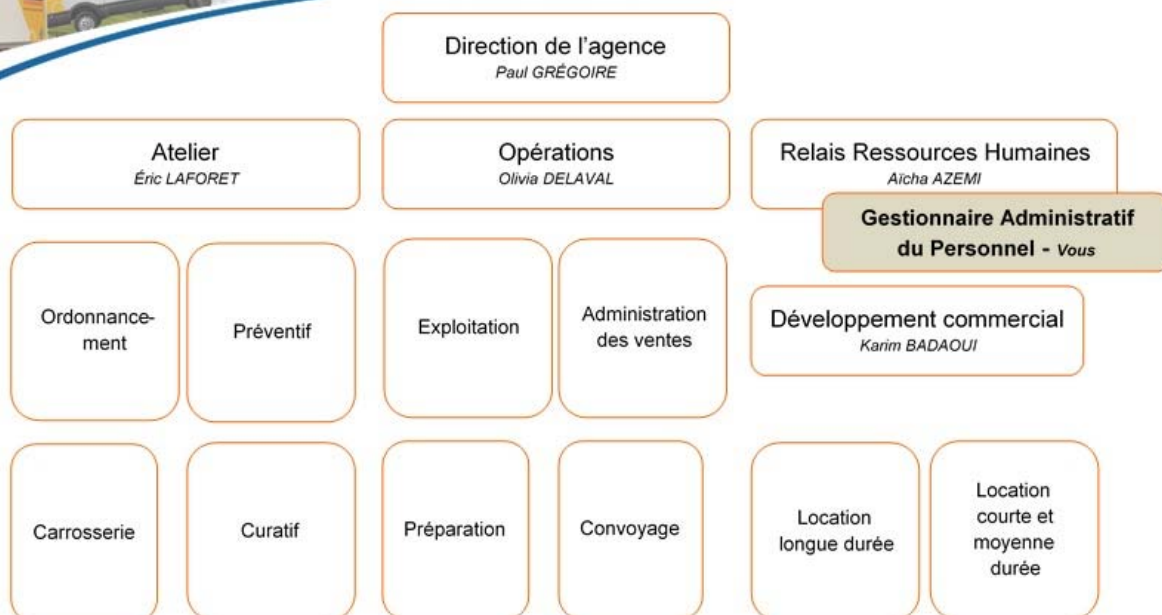 Direction de l'agence
Paul GRÉGOIRE
Atelier
Éric LAFORET
Opérations
Olivia DELAVAL
Relais Ressources Humaines
Aïcha AZEMI
Gestionnaire Administratif
du Personnel - Vous
Ordonnance-
ment
Préventif
Exploitation
Administration
des ventes
Développement commercial
Karim BADAOUI
Carrosserie
Curatif
Préparation
Convoyage
Location
longue durée
Location
courte et
moyenne
durée